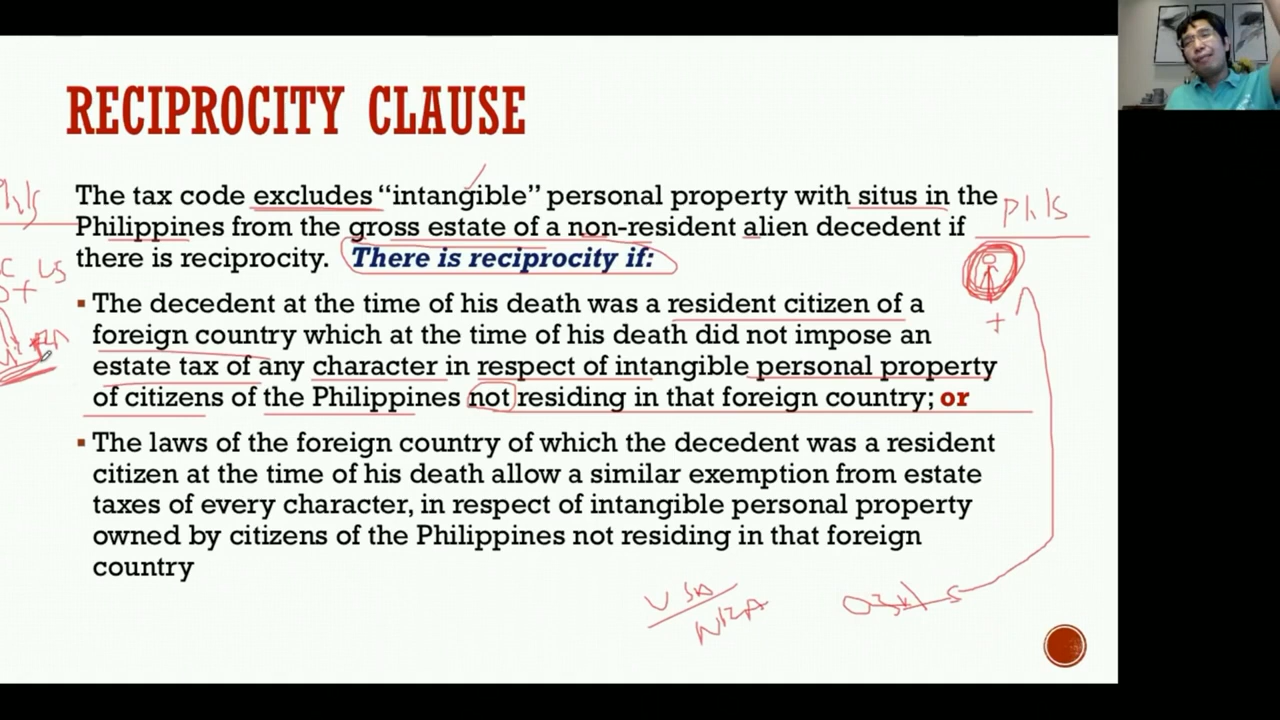 RECIPROCITY CLAUSE
The tax code excludes “intangible” personal property with situs in the
Phils
Philippines from the gross estate of a non-resident alien decedent if
there is reciprocity. There is reciprocity if:
▪ The decedent at the time of his death was a resident citizen of a
foreign country which at the time of his death did not impose an
estate tax of any character in respect of intangible personal property
of citizens of the Philippines not residing in that foreign country; or
▪ The laws of the foreign country of which the decedent was a resident
citizen at the time of his death allow a similar exemption from estate
taxes of every character, in respect of intangible personal property
owned by citizens of the Philippines not residing in that foreign
country
USA
NRA